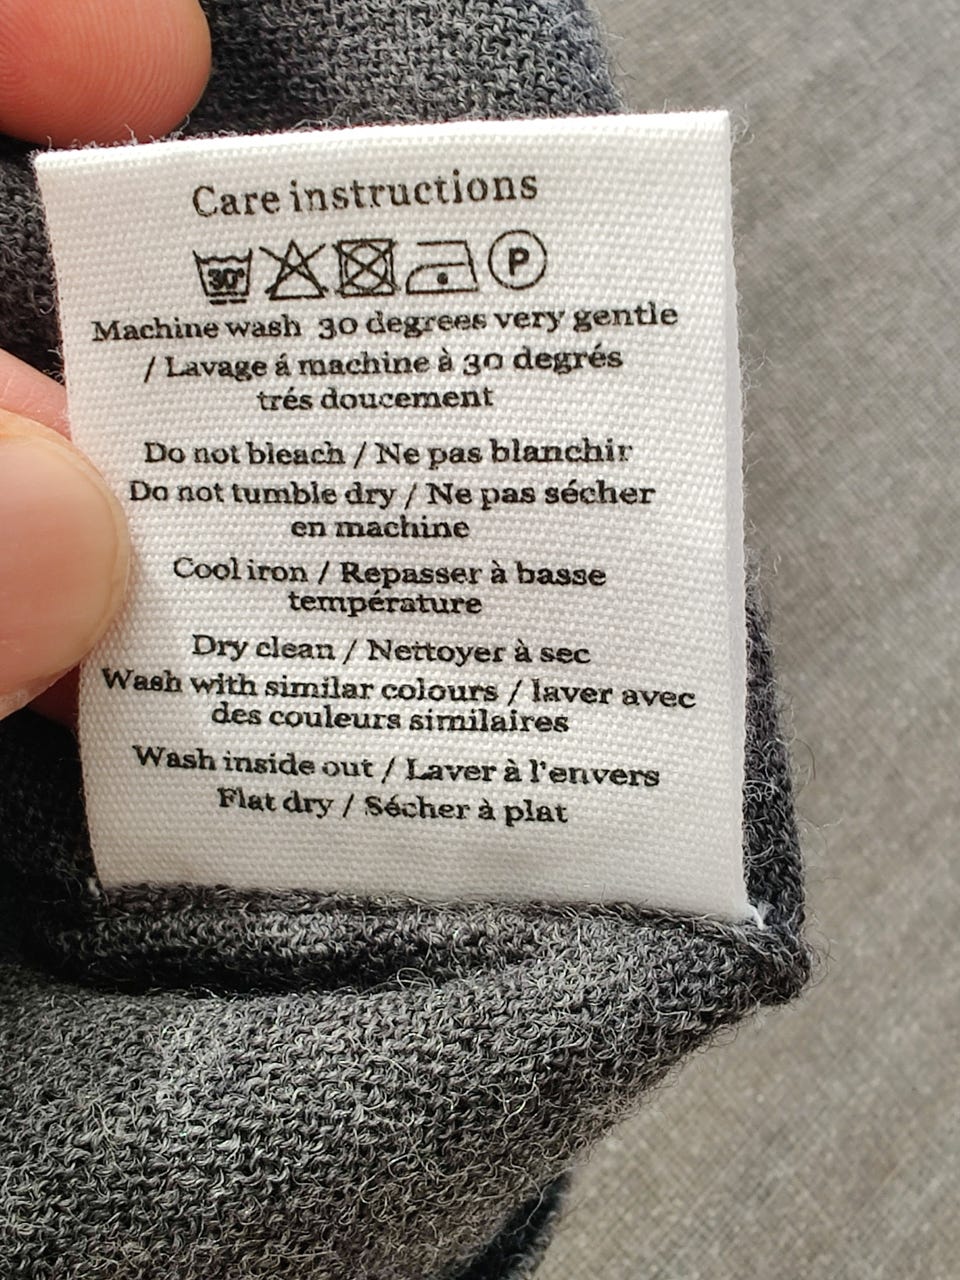 Care instructions
30°
P
Machine wash 30 degrees very gentle
/ Lavage á machine à 30 degrés
trés doucement
Do not bleach / Ne pas blanchir
Do not tumble dry / Ne pas sécher
en machine
Cool iron / Repasser à basse
température
Dry clean / Nettoyer à sec
Wash with similar colours / laver avec
des couleurs similaires
Wash inside out / Laver à l'envers
Flat dry / Sécher à plat